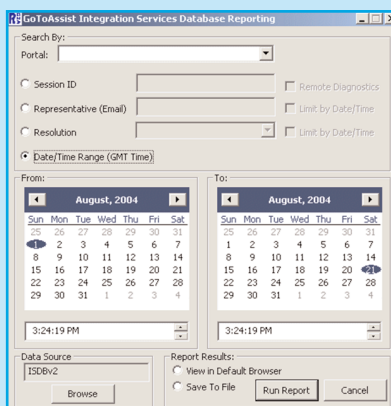 GoToAssist Integration Services Database Reporting
Search By:
Portal:
Session ID
Remote Diagnostics
Representative (Email)
Limit by Date/Time
Resolution
Limit by Date/Time
Date/Time Range (GMT Time)
From:
August, 2004
Sun Mon Tue Wed Thu Fri Sat
25 26 27 28 29 30 31
1 2 3 4 5 6 7
8 9 10 11 12 13 14
15 16 17 18 19 20 21
22 23 24 25 26 27 28
29 30 31 1 2 3 4
3:24:19 PM
To:
August, 2004
Sun Mon Tue Wed Thu Fri Sat
25 26 27 28 29 30 31
1 2 3 4 5 6 7
8 9 10 11 12 13 14
15 16 17 18 19 20 21
22 23 24 25 26 27 28
29 30 31 1 2 3 4
3:24:19 PM
Data Source
ISDBv2
Browse
Report Results:
View in Default Browser
Save To File
Run Report
Cancel